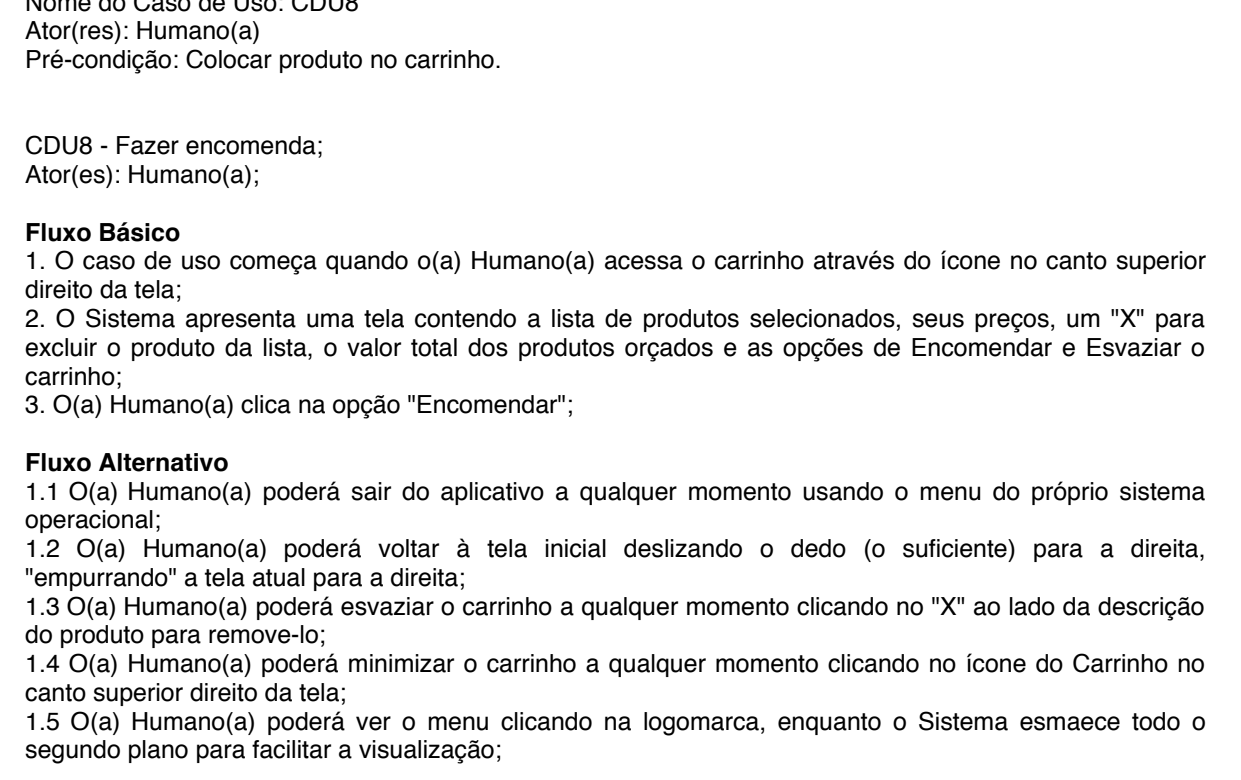 Nome do Caso de Uso: CDU8
Ator(res): Humano(a)
Pré-condição: Colocar produto no carrinho.
CDU8 - Fazer encomenda;
Ator(es): Humano(a);
Fluxo Básico
1. O caso de uso começa quando o(a) Humano(a) acessa o carrinho através do ícone no canto superior
direito da tela;
2. O Sistema apresenta uma tela contendo a lista de produtos selecionados, seus preços, um "X" para
excluir o produto da lista, o valor total dos produtos orçados e as opções de Encomendar e Esvaziar o
carrinho;
3. O(a) Humano(a) clica na opção "Encomendar";
Fluxo Alternativo
1.1 O(a) Humano(a) poderá sair do aplicativo a qualquer momento usando o menu do próprio sistema
operacional;
1.2 O(a) Humano(a) poderá voltar à tela inicial deslizando o dedo (o suficiente) para a direita,
"empurrando" a tela atual para a direita;
1.3 O(a) Humano(a) poderá esvaziar o carrinho a qualquer momento clicando no "X" ao lado da descrição
do produto para remove-lo;
1.4 O(a) Humano(a) poderá minimizar o carrinho a qualquer momento clicando no ícone do Carrinho no
canto superior direito da tela;
1.5 O(a) Humano(a) poderá ver o menu clicando na logomarca, enquanto o Sistema esmaece todo o
segundo plano para facilitar a visualização;